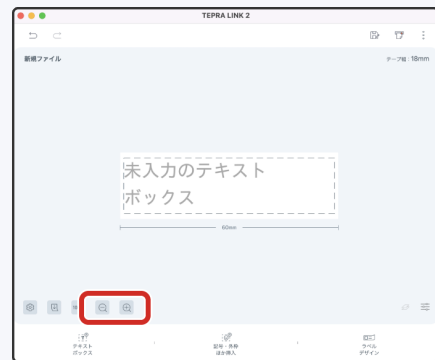 TEPRA LINK 2
新規ファイル
テープ幅 : 18mm
未入力のテキスト
ボックス
60mm
テキスト
ボックス
記号・外枠
ほか挿入
ラベル
デザイン